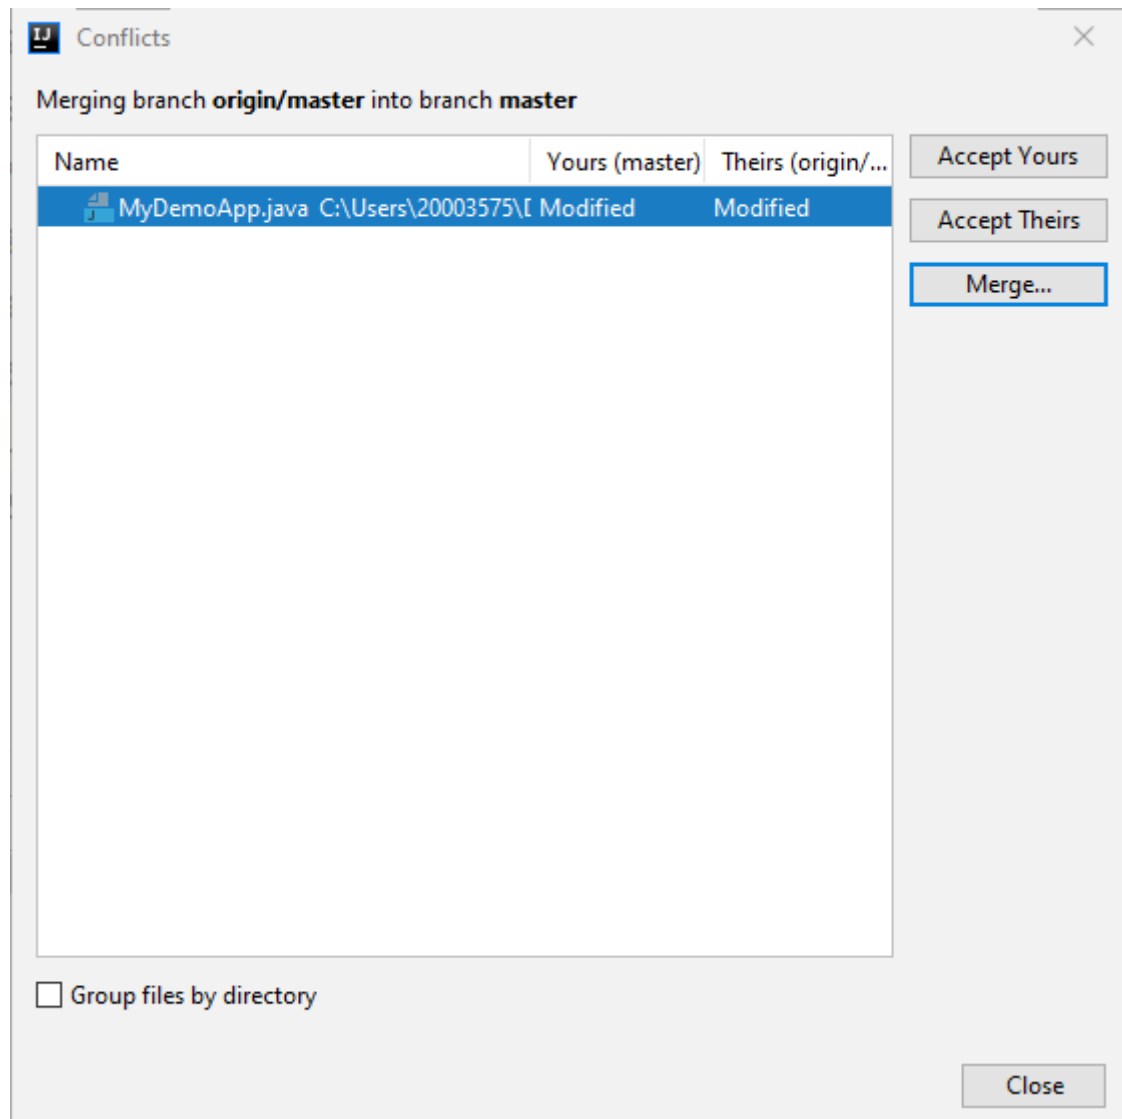 IJ
Conflicts
Merging branch origin/master into branch master
Name Yours (master) Theirs (origin/...
MyDemoApp.java C:\Users\20003575\[ Modified Modified
Accept Yours
Accept Theirs
Merge...
Group files by directory
Close